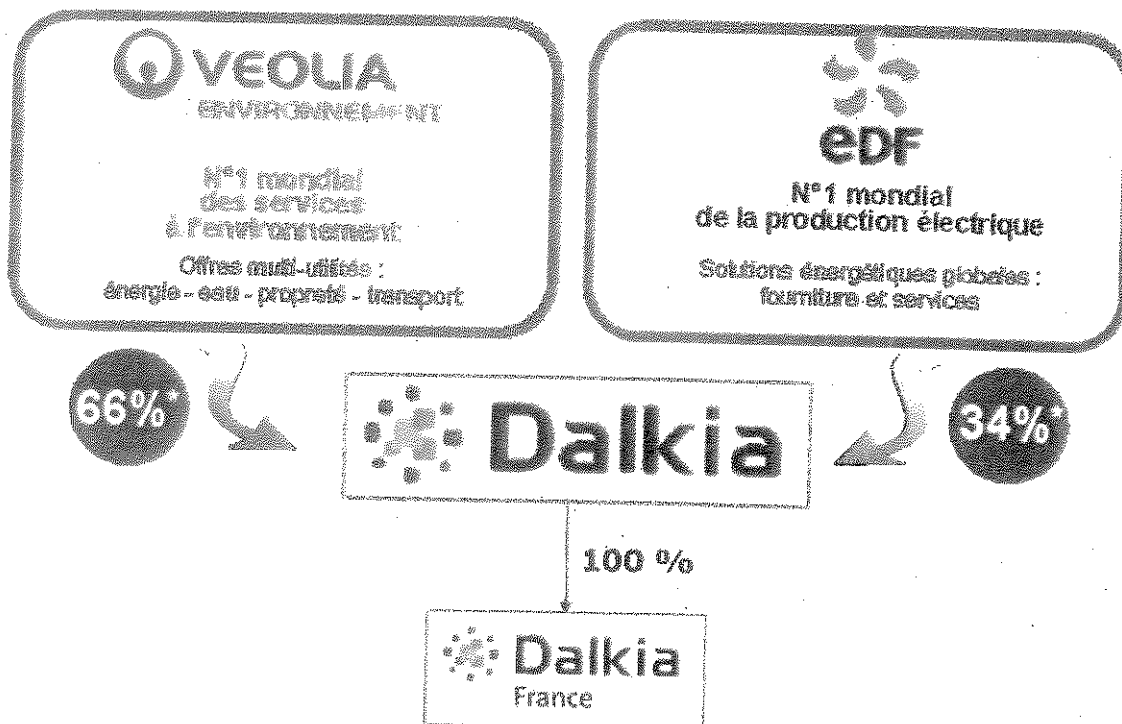 VEOLIA
ENVIRONNEMENT
N°1 mondial
des services
à l'environnement
Offres multi-utilités :
énergie - eau - propreté - transport
eDF
N°1 mondial
de la production électrique
Solutions énergétiques globales :
fourniture et services
66%*
Dalkia
34%*
100 %
Dalkia
France